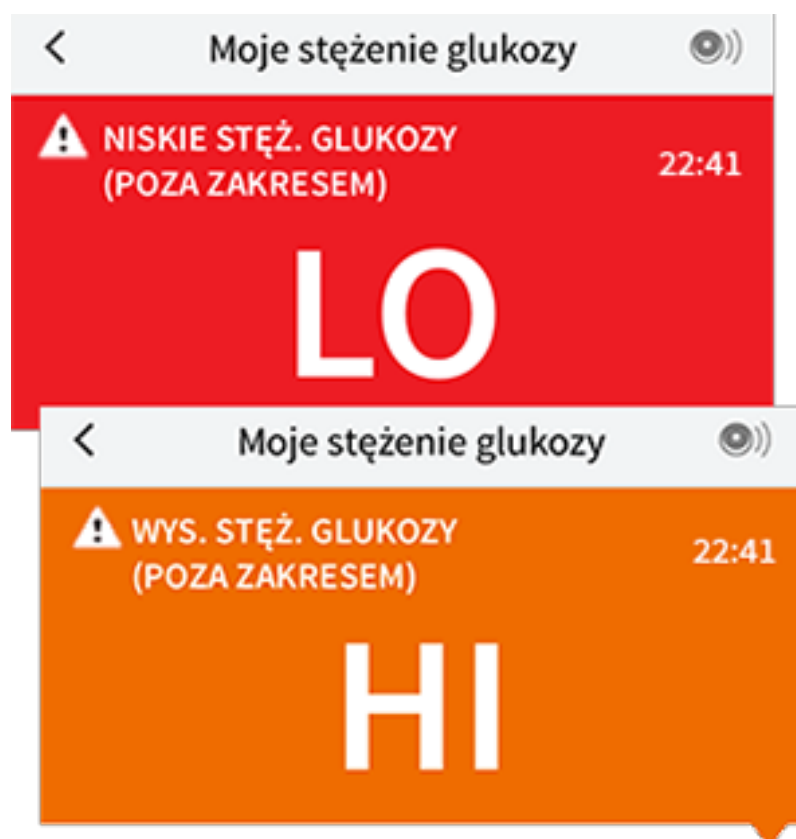 Moje stężenie glukozy
NISKIE STĘŻ. GLUKOZY
(POZA ZAKRESEM)
22:41
LO
Moje stężenie glukozy
WYS. STĘŻ. GLUKOZY
(POZA ZAKRESEM)
22:41
HI